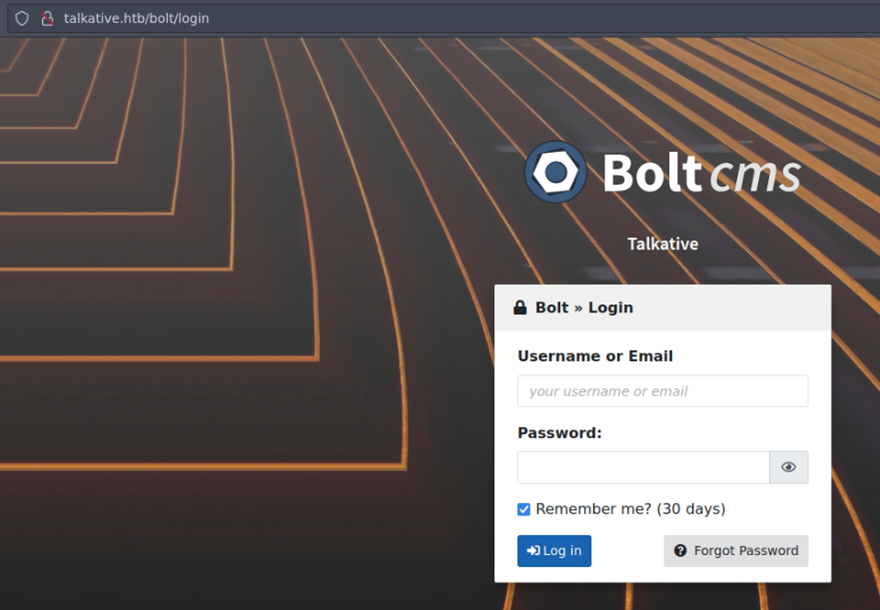 talkative.htb/bolt/login
Bolt cms
Talkative
Bolt » Login
Username or Email
your username or email
Password:
Remember me? (30 days)
Log in
Forgot Password